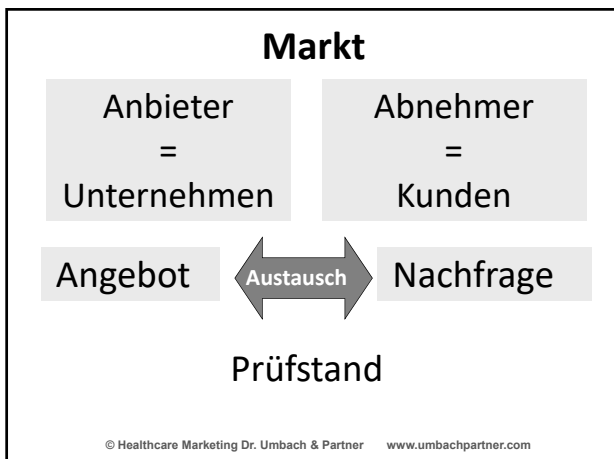 Markt
Anbieter
=
Unternehmen
Abnehmer
=
Kunden
Angebot
Austausch
Nachfrage
Prüfstand
© Healthcare Marketing Dr. Umbach & Partner www.umbachpartner.com